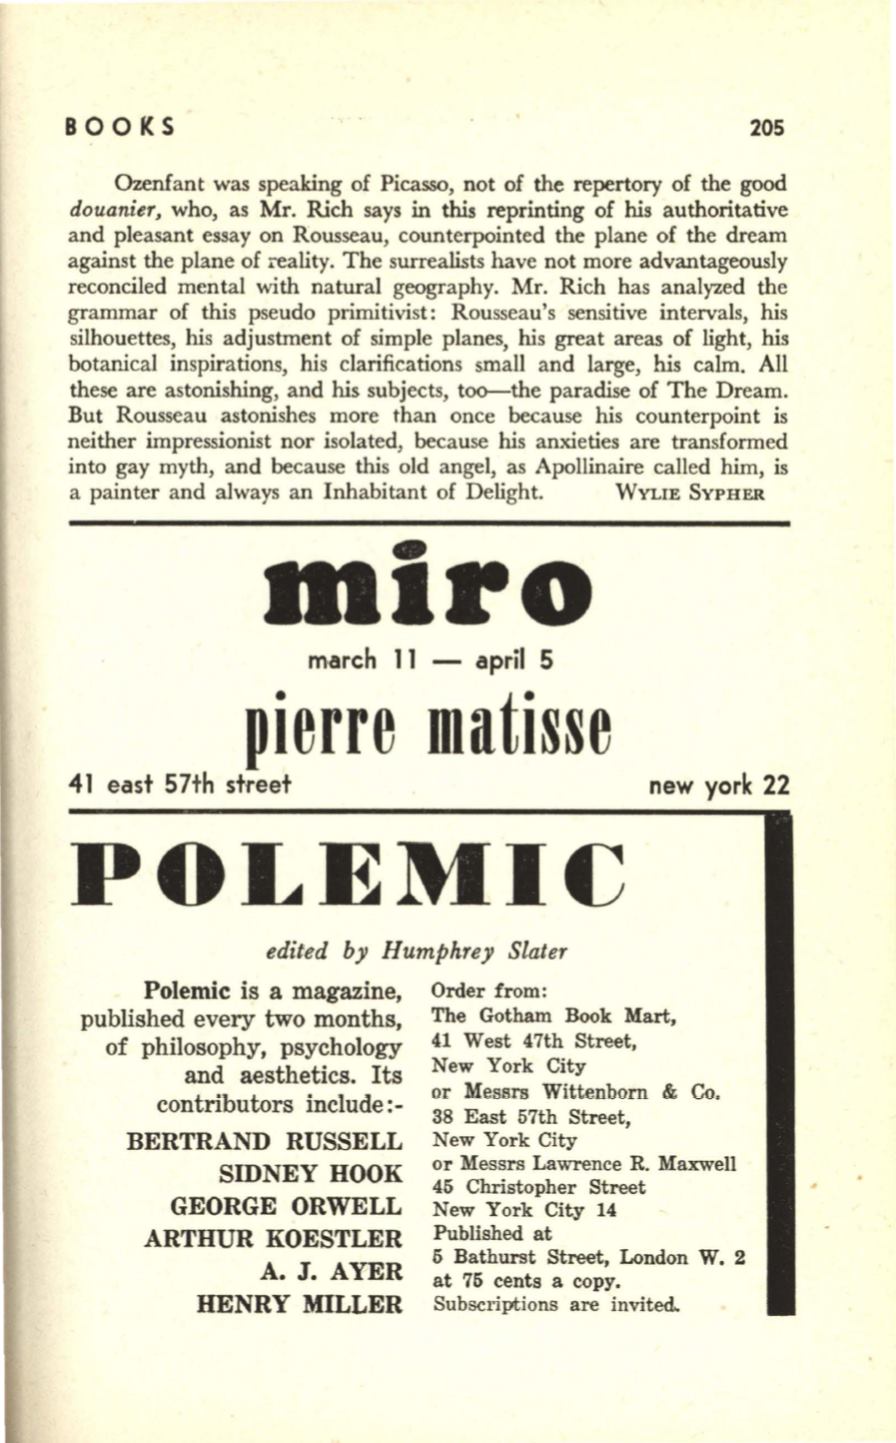 BOOKS 205
Ozenfant was speaking of Picasso, not of the repertory of the good
douanier, who, as Mr. Rich says in this reprinting of his authoritative
and pleasant essay on Rousseau, counterpointed the plane of the dream
against the plane of reality. The surrealists have not more advantageously
reconciled mental with natural geography. Mr. Rich has analyzed the
grammar of this pseudo primitivist: Rousseau's sensitive intervals, his
silhouettes, his adjustment of simple planes, his great areas of light, his
botanical inspirations, his clarifications small and large, his calm. All
these are astonishing, and his subjects, too—the paradise of The Dream.
But Rousseau astonishes more than once because his counterpoint is
neither impressionist nor isolated, because his anxieties are transformed
into gay myth, and because this old angel, as Apollinaire called him, is
a painter and always an Inhabitant of Delight. WYLIE SYPHER
miro
march 11 — april 5
pierre matisse
41 east 57th street new york 22
POLEMIC
edited by Humphrey Slater
Polemic is a magazine,
published every two months,
of philosophy, psychology
and aesthetics. Its
contributors include:-
BERTRAND RUSSELL
SIDNEY HOOK
GEORGE ORWELL
ARTHUR KOESTLER
A. J. AYER
HENRY MILLER
Order from:
The Gotham Book Mart,
41 West 47th Street,
New York City
or Messrs Wittenborn & Co.
38 East 57th Street,
New York City
or Messrs Lawrence R. Maxwell
45 Christopher Street
New York City 14
Published at
5 Bathurst Street, London W. 2
at 75 cents a copy.
Subscriptions are invited.